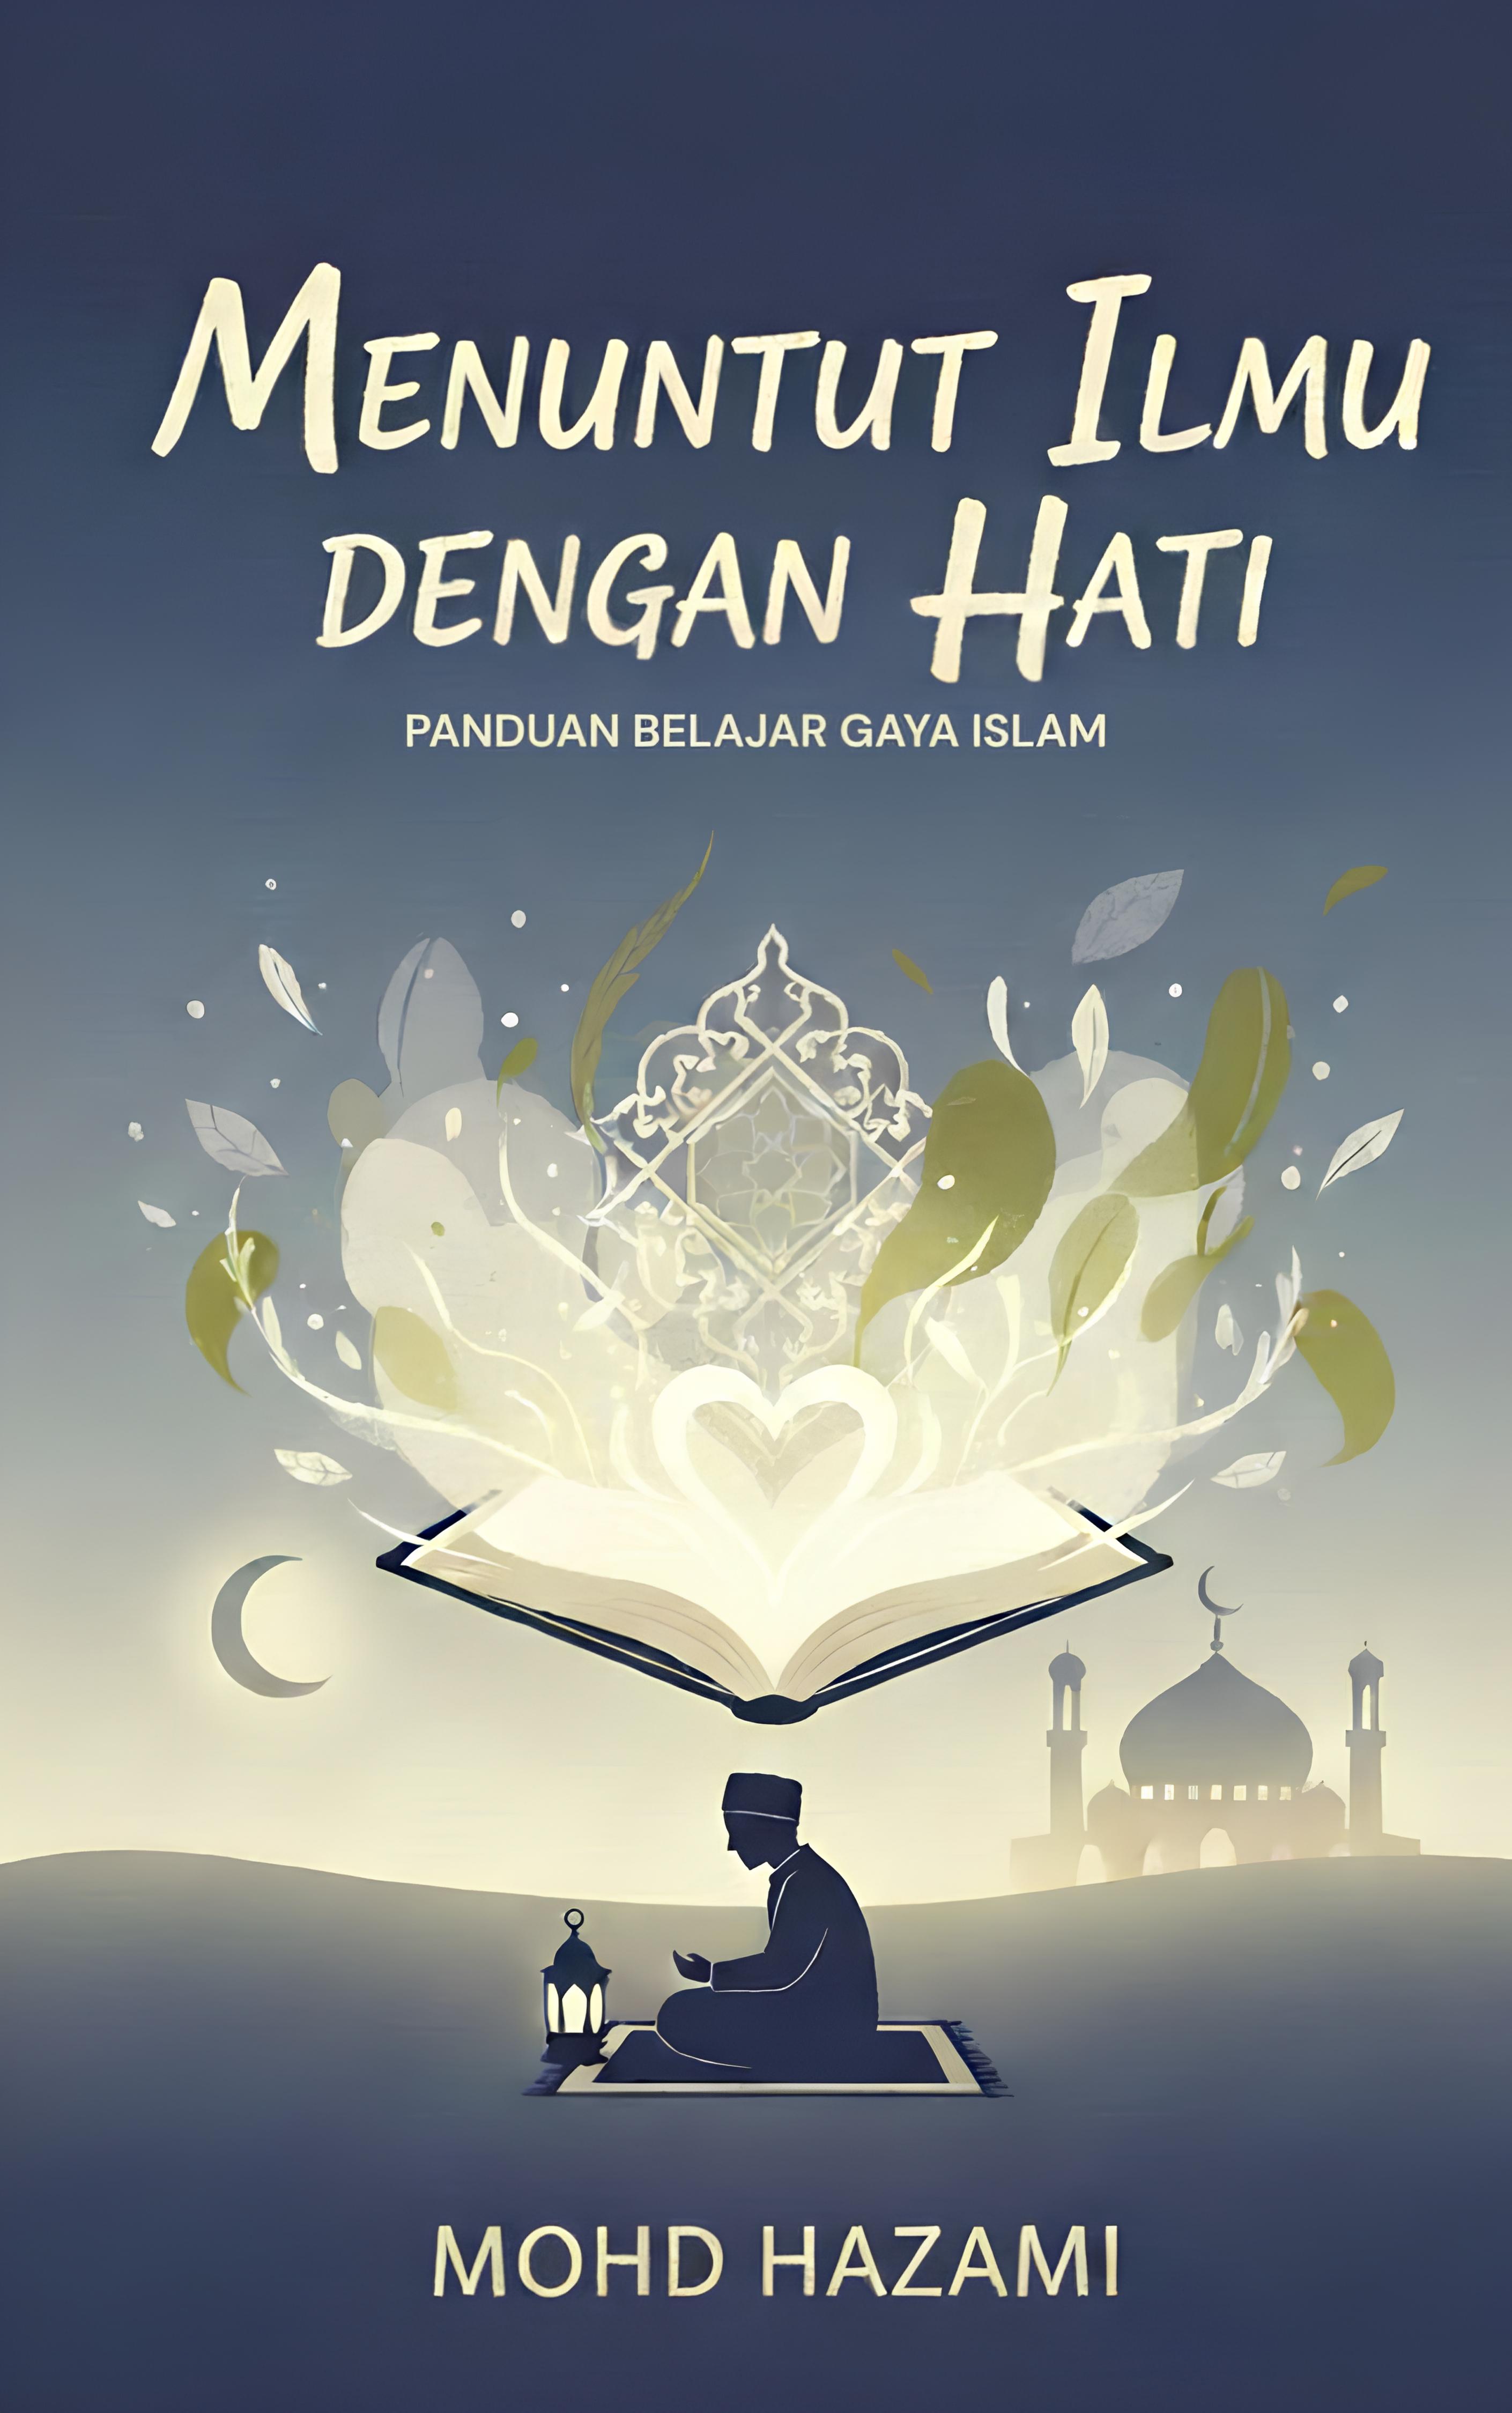 MENUNTUT ILMU
DENGAN HATI
PANDUAN BELAJAR GAYA ISLAM
MOHD HAZAMI